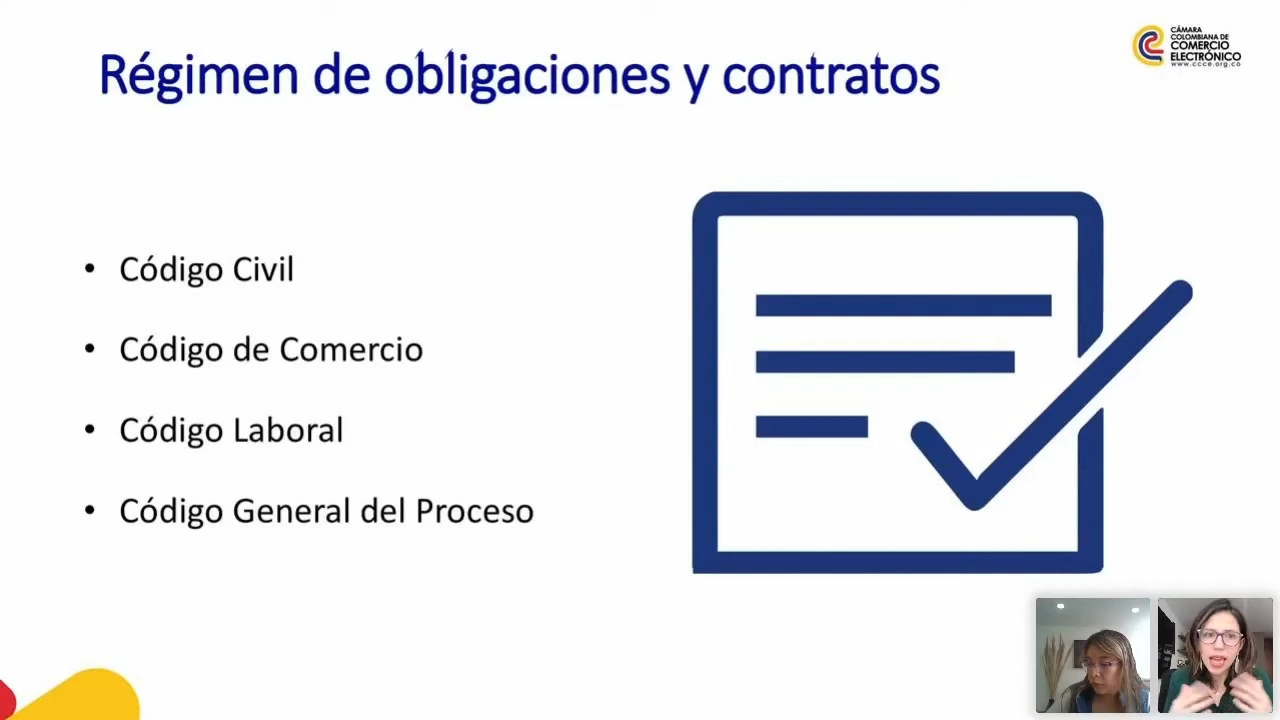 Régimen de obligaciones y contratos
CÁMARA
COLOMBIANA DE
COMERCIO
ELECTRÓNICO
www.ccce.org.co
• Código Civil
• Código de Comercio
• Código Laboral
• Código General del Proceso